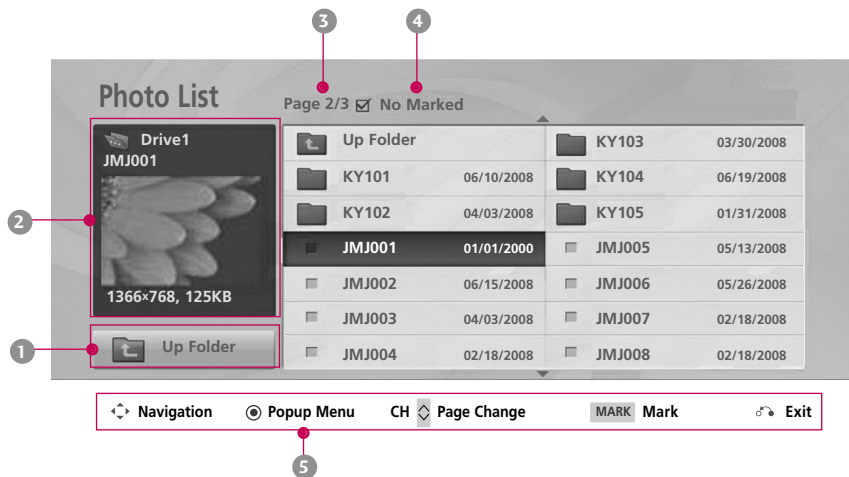 3 4
Photo List
Page 2/3 No Marked
Drive1
JMJ001
1366×768, 125KB
2
1
Up Folder
Up Folder
KY101 06/10/2008
KY102 04/03/2008
JMJ001 01/01/2000
JMJ002 06/15/2008
JMJ003 04/03/2008
JMJ004 02/18/2008
KY103 03/30/2008
KY104 06/19/2008
KY105 01/31/2008
JMJ005 05/13/2008
JMJ006 05/26/2008
JMJ007 02/18/2008
JMJ008 02/18/2008
Navigation Popup Menu CH Page Change MARK Mark Exit
5